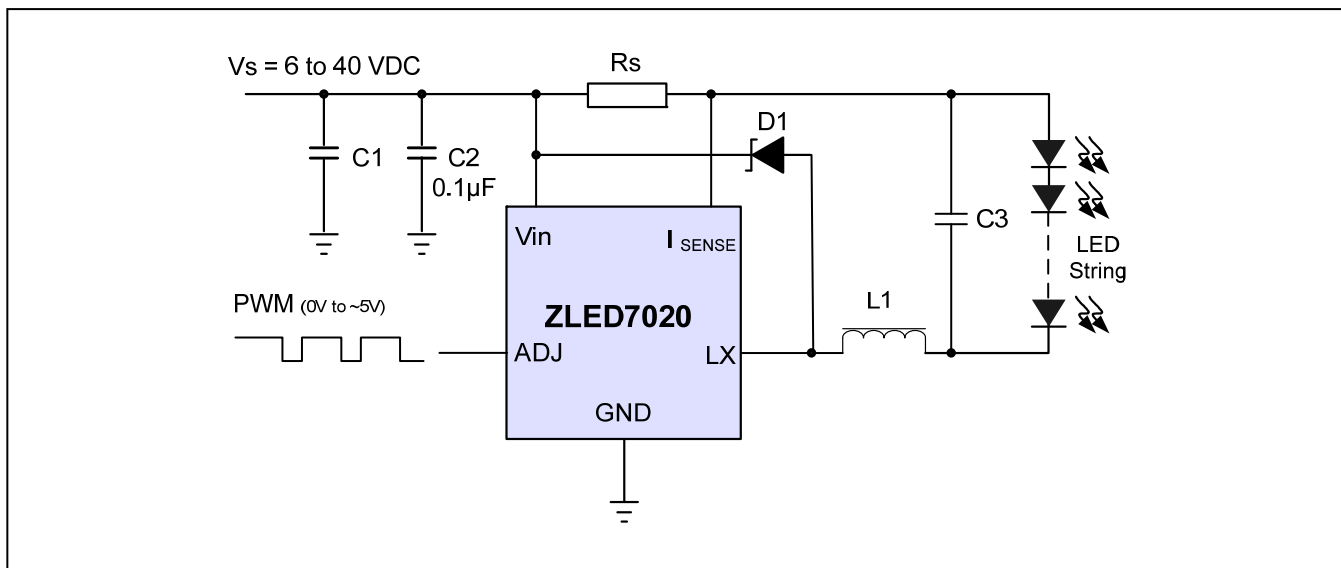 Vs = 6 to 40 VDC
Rs
D1
C1
C2
0.1µF
C3
Vin
I SENSE
LED
String
PWM (0V to ~5V)
L1
ZLED7020
ADJ
LX
GND